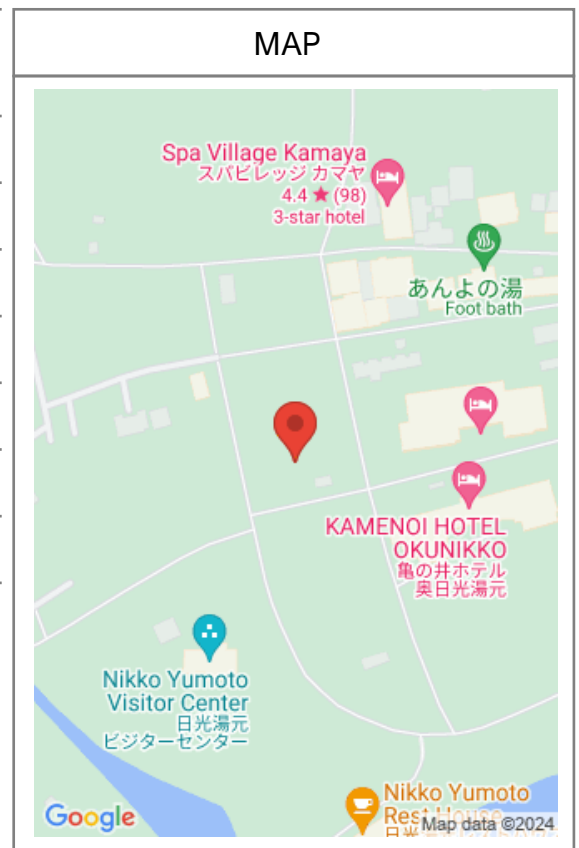 MAP
Spa Village Kamaya
スパビレッジ カマヤ
4.4 ★ (98)
3-star hotel
あんよの湯
Foot bath
KAMENOI HOTEL
OKUNIKKO
亀の井ホテル
奥日光湯元
Nikko Yumoto
Visitor Center
日光湯元
ビジターセンター
Nikko Yumoto
Rest House
日光
Google
Map data ©2024